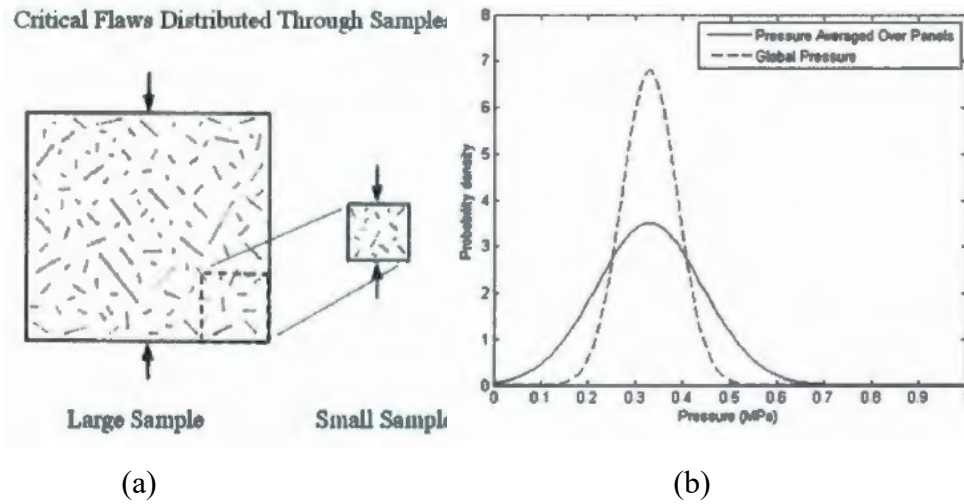 Critical Flaws Distributed Through Samples
Large Sample
Small Sample
(a)
8
7
6
5
4
3
2
1
0
Probability density
Pressure Averaged Over Panels
Global Pressure
0 0.1 0.2 0.3 0.4 0.5 0.6 0.7 0.8 0.9
Pressure (MPa)
(b)